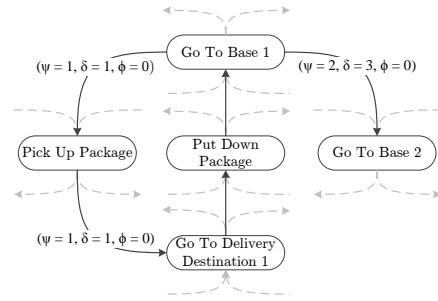 Go To Base 1
(ψ = 1, δ = 1, ϕ = 0)
(ψ = 2, δ = 3, ϕ = 0)
Pick Up Package
Put Down
Package
Go To Base 2
(ψ = 1, δ = 1, ϕ = 0)
Go To Delivery
Destination 1